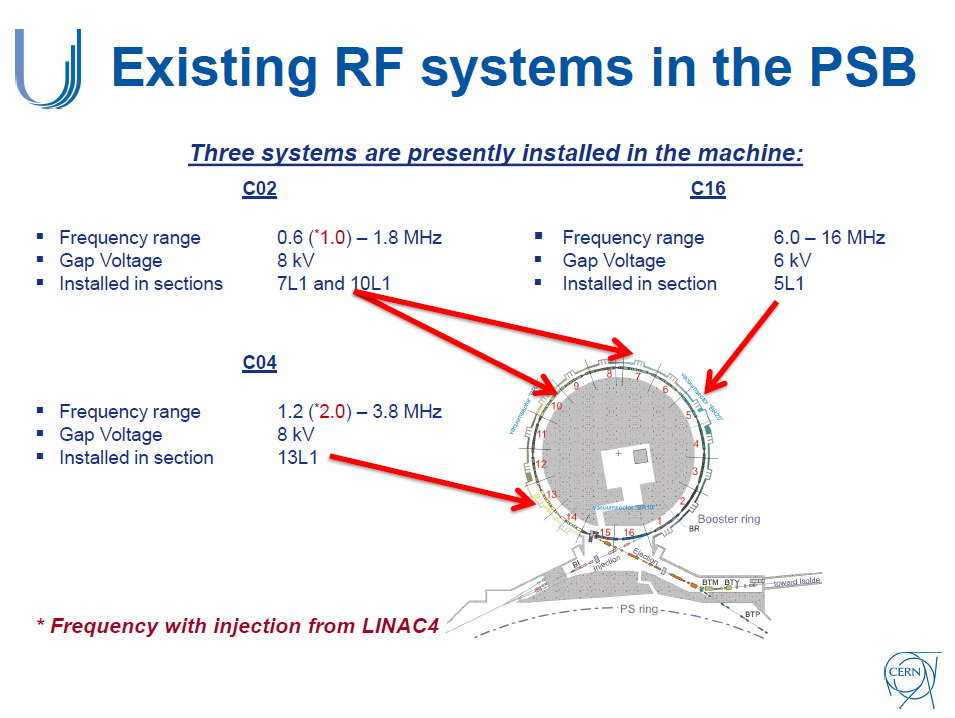 Existing RF systems in the PSB
Three systems are presently installed in the machine:
C02
▪ Frequency range 0.6 (*1.0) – 1.8 MHz
▪ Gap Voltage 8 kV
▪ Installed in sections 7L1 and 10L1
C16
▪ Frequency range 6.0 – 16 MHz
▪ Gap Voltage 6 kV
▪ Installed in section 5L1
C04
▪ Frequency range 1.2 (*2.0) – 3.8 MHz
▪ Gap Voltage 8 kV
▪ Installed in section 13L1
8
7
9
6
10
5
11
4
12
3
13
2
14
1
15
16
Booster ring
BR
BI
Injection
Ejection
BTM
BTY
toward Isolde
PS ring
BTP
* Frequency with injection from LINAC4
CERN